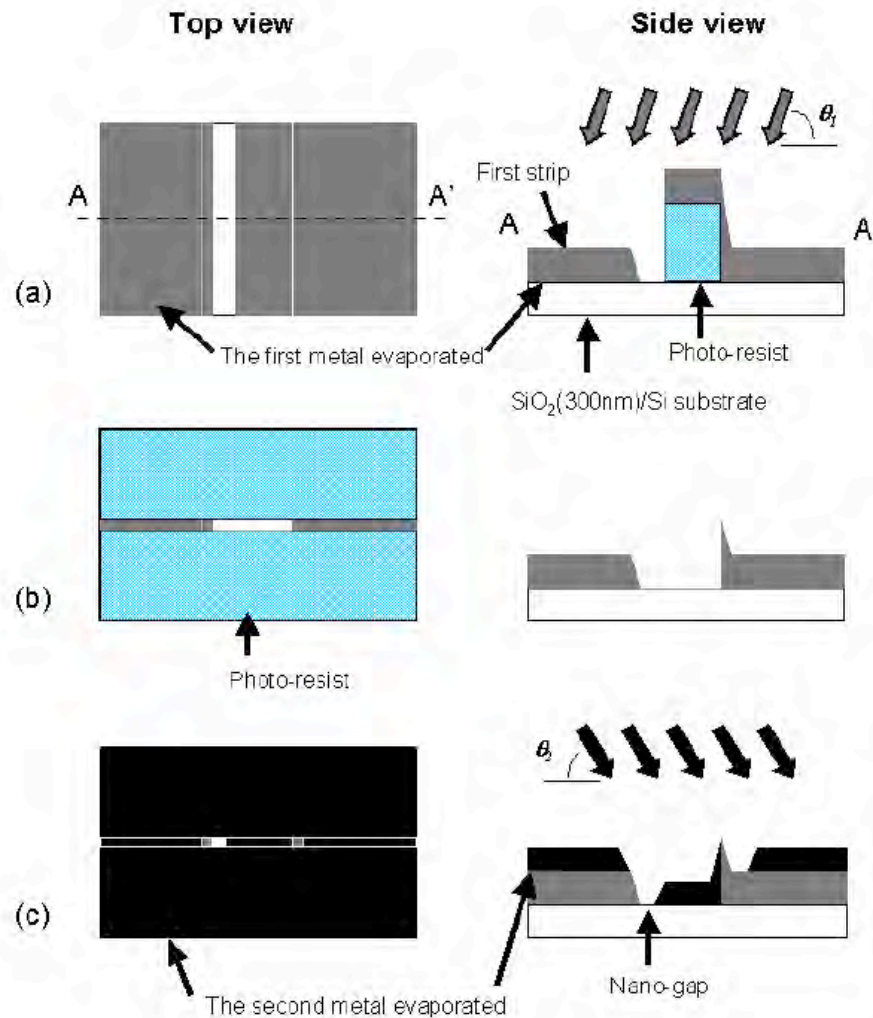 Top view
Side view
θ₁
First strip
A
A'
A
A
(a)
The first metal evaporated
Photo-resist
SiO₂(300nm)/Si substrate
(b)
Photo-resist
θ₂
(c)
Nano-gap
The second metal evaporated